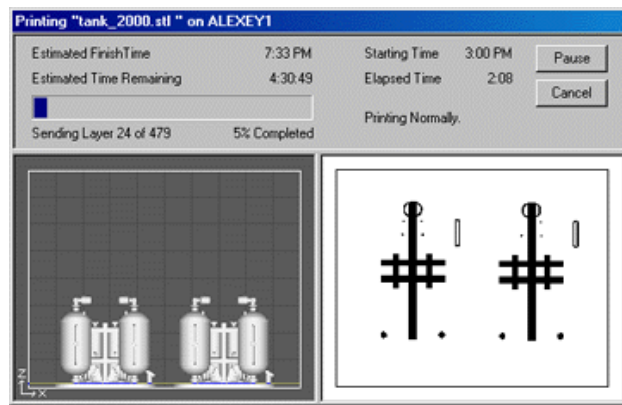 Printing "tank_2000.stl " on ALEXEY1
Estimated FinishTime 7:33 PM
Starting Time 3:00 PM
Pause
Estimated Time Remaining 4:30:49
Elapsed Time 2:08
Cancel
Printing Normally.
Sending Layer 24 of 479 5% Completed
Z
X